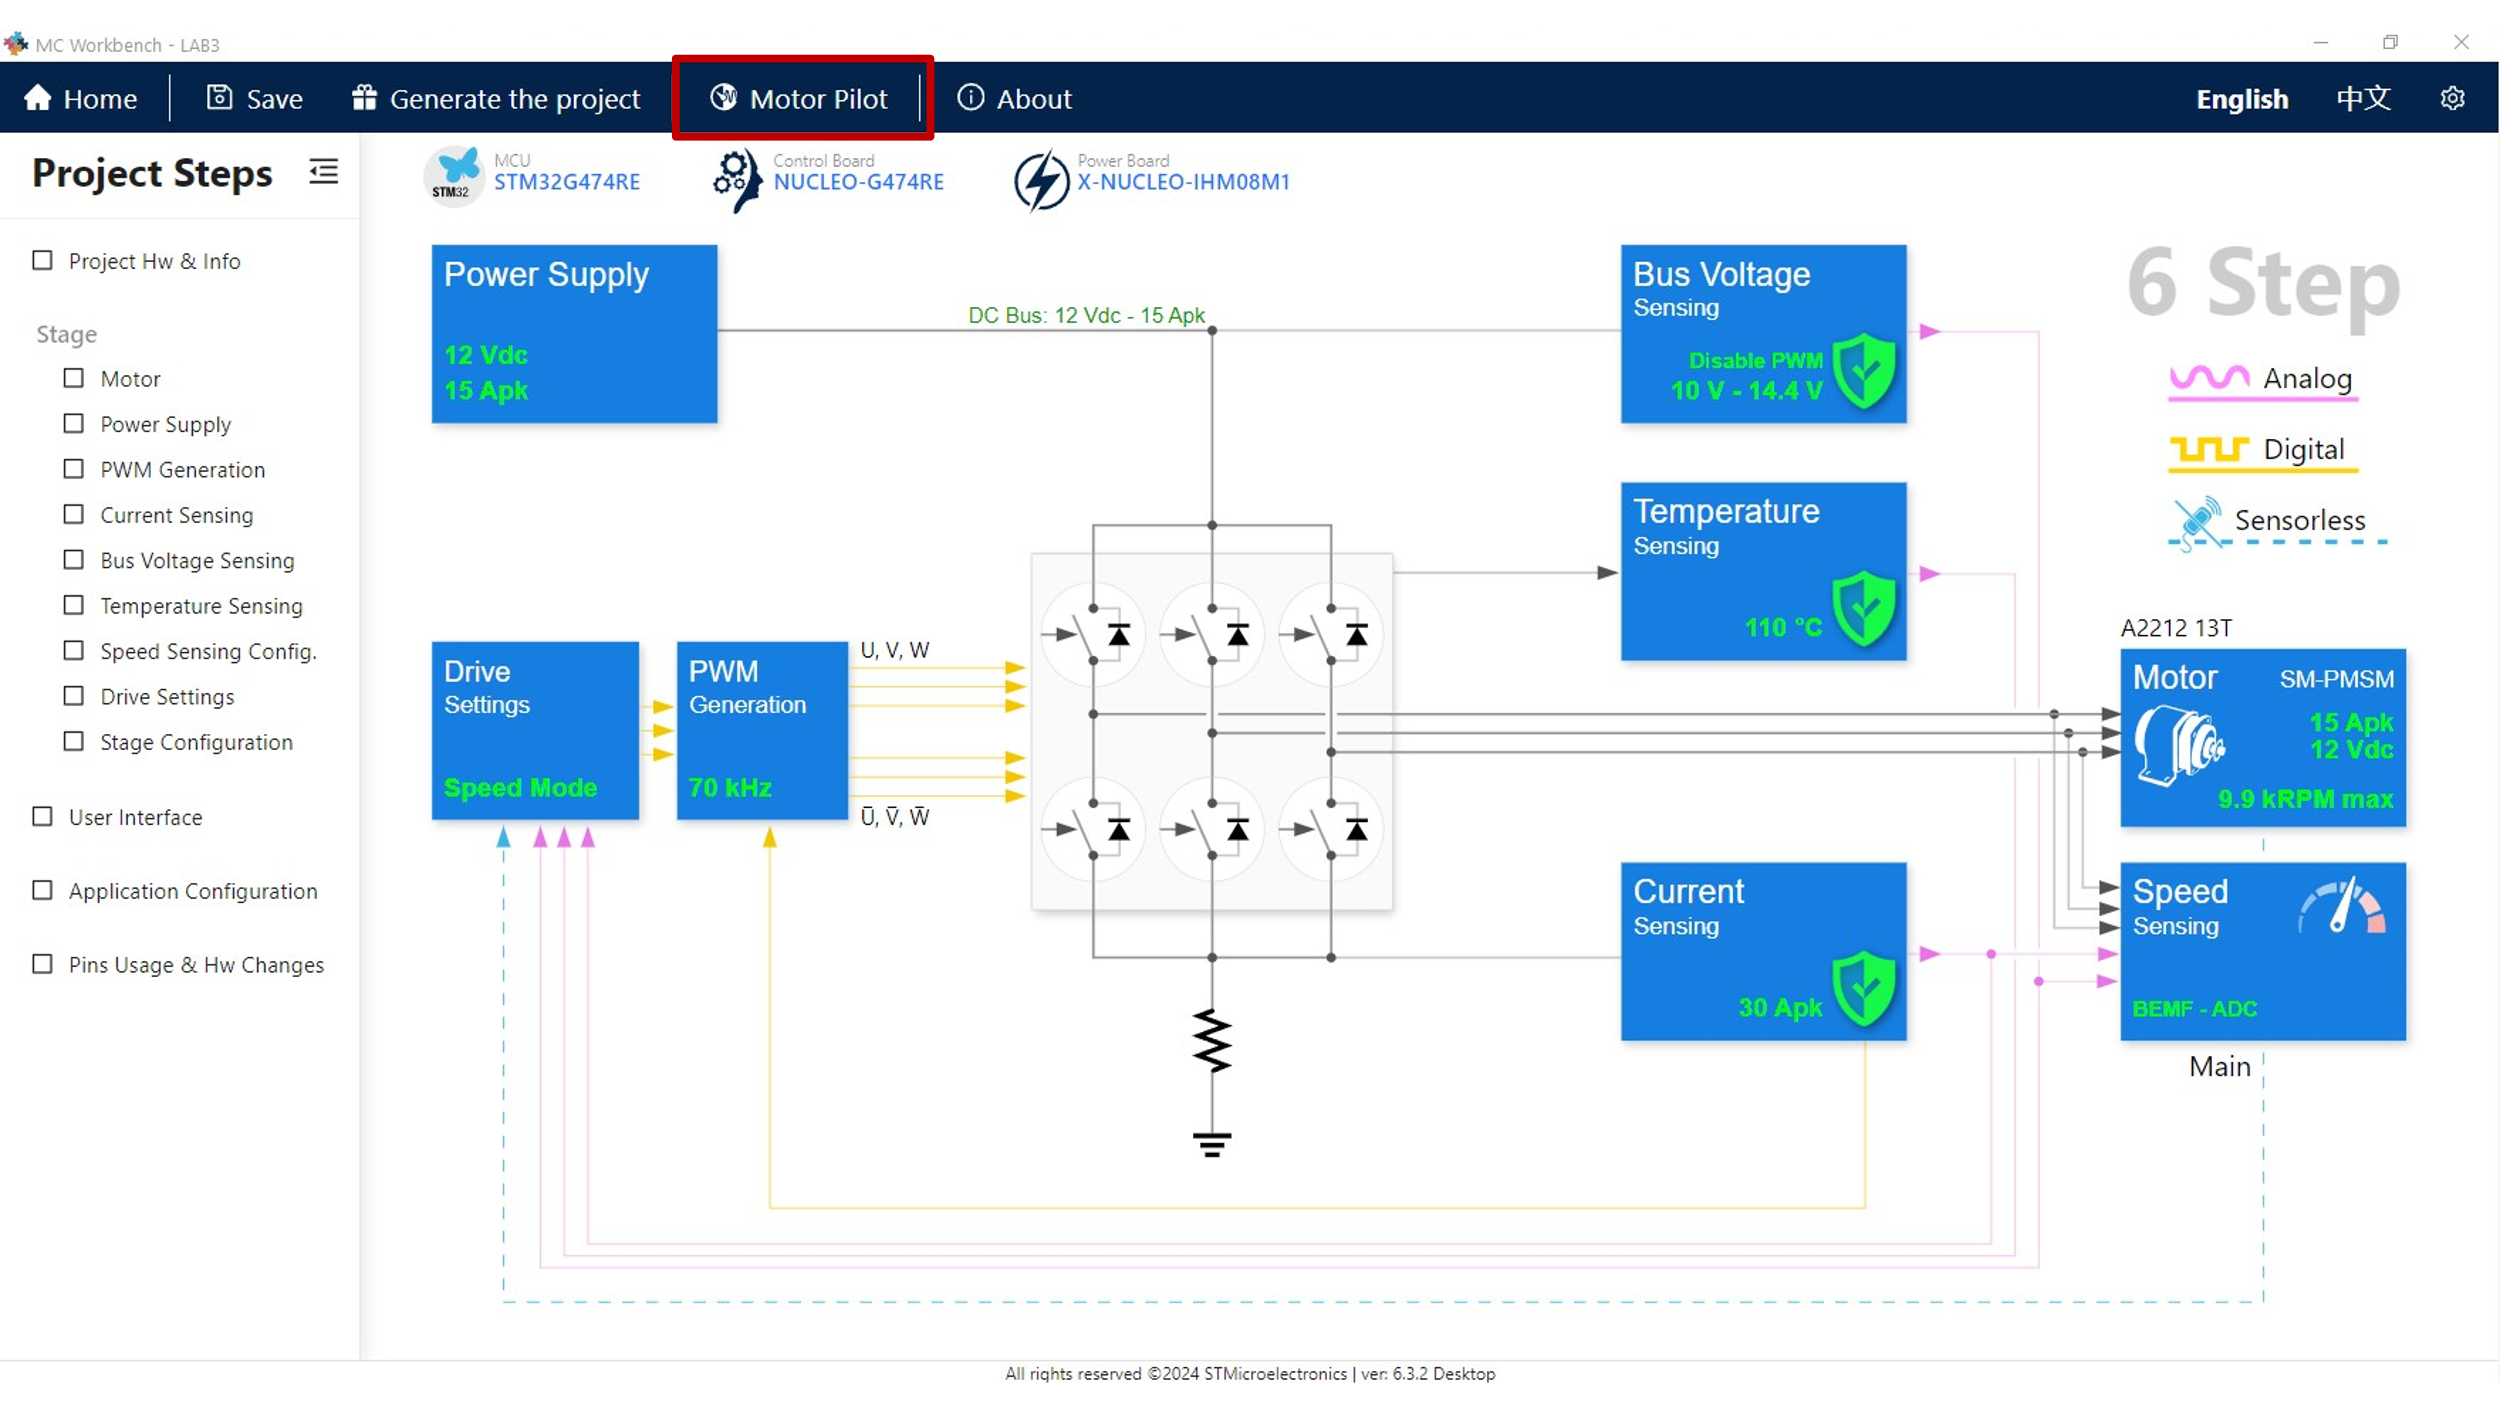 MC Workbench - LAB3
Home
Save
Generate the project
Motor Pilot
About
English
中文
Project Steps
Project Hw & Info
Stage
Motor
Power Supply
PWM Generation
Current Sensing
Bus Voltage Sensing
Temperature Sensing
Speed Sensing Config.
Drive Settings
Stage Configuration
User Interface
Application Configuration
Pins Usage & Hw Changes
STM32
MCU
STM32G474RE
Control Board
NUCLEO-G474RE
Power Board
X-NUCLEO-IHM08M1
Power Supply
12 Vdc
15 Apk
DC Bus: 12 Vdc - 15 Apk
Bus Voltage
Sensing
Disable PWM
10 V - 14.4 V
6 Step
Analog
Digital
Sensorless
Temperature
Sensing
110 °C
Drive
Settings
Speed Mode
PWM
Generation
70 kHz
U, V, W
Ū, V̄, W̄
A2212 13T
Motor
SM-PMSM
15 Apk
12 Vdc
9.9 kRPM max
Current
Sensing
30 Apk
Speed
Sensing
BEMF - ADC
Main
All rights reserved ©2024 STMicroelectronics | ver: 6.3.2 Desktop